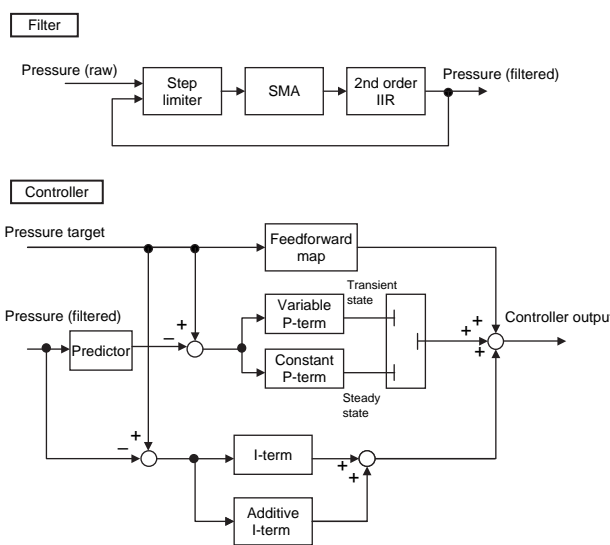 Filter
Pressure (raw)
Step
limiter
SMA
2nd order
IIR
Pressure (filtered)
Controller
Pressure target
Feedforward
map
Transient
state
Pressure (filtered)
Predictor
+
−
Variable
P-term
Constant
P-term
Steady
state
+
+
+
Controller output
+
−
I-term
+
+
Additive
I-term